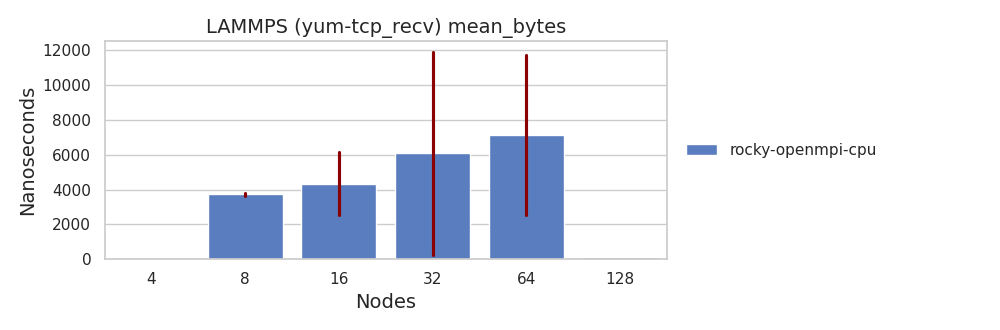 LAMMPS (yum-tcp_recv) mean_bytes
12000
10000
8000
6000
4000
2000
0
Nanoseconds
4 8 16 32 64 128
Nodes
rocky-openmpi-cpu